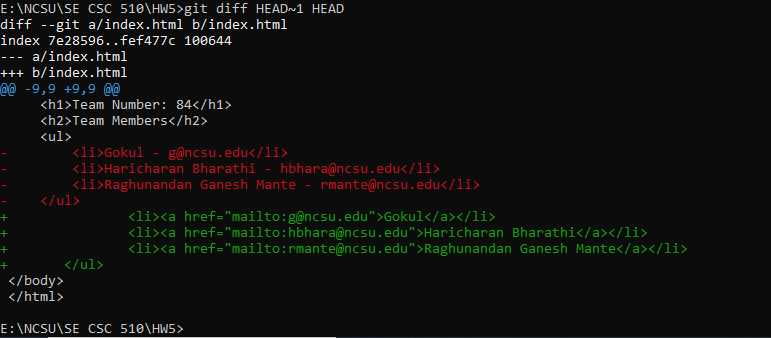 E:\NCSU\SE CSC 510\HW5>git diff HEAD~1 HEAD
diff --git a/index.html b/index.html
index 7e28596..fef477c 100644
--- a/index.html
+++ b/index.html
@@ -9,9 +9,9 @@
     <h1>Team Number: 84</h1>
     <h2>Team Members</h2>
     <ul>
-        <li>Gokul - g@ncsu.edu</li>
-        <li>Haricharan Bharathi - hbhara@ncsu.edu</li>
-        <li>Raghunandan Ganesh Mante - rmante@ncsu.edu</li>
-    </ul>
+               <li><a href="mailto:g@ncsu.edu">Gokul</a></li>
+               <li><a href="mailto:hbhara@ncsu.edu">Haricharan Bharathi</a></li>
+               <li><a href="mailto:rmante@ncsu.edu">Raghunandan Ganesh Mante</a></li>
+       </ul>
 </body>
 </html>
E:\NCSU\SE CSC 510\HW5>